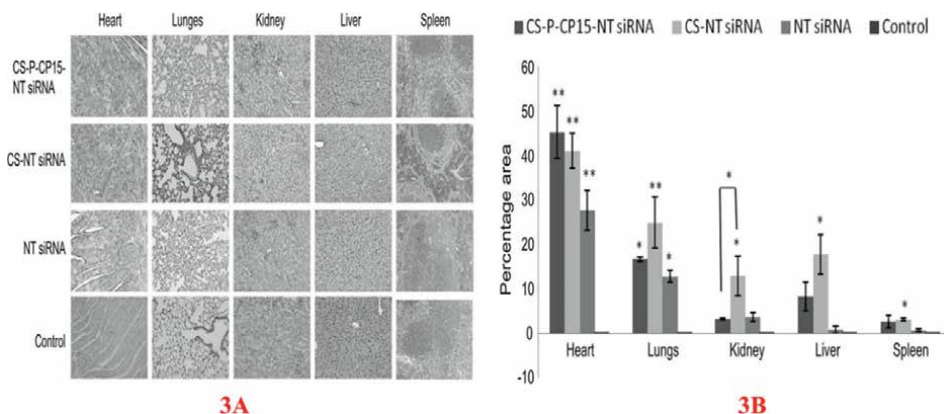 Heart Lunges Kidney Liver Spleen
CS-P-CP15-
NT siRNA
CS-NT siRNA
NT siRNA
Control
3A
B
CS-P-CP15-NT siRNA CS-NT siRNA NT siRNA Control
Percentage area
60
50
40
30
20
10
0
-10
** ** **
* ** *
* *
*
*
Heart Lungs Kidney Liver Spleen
3B